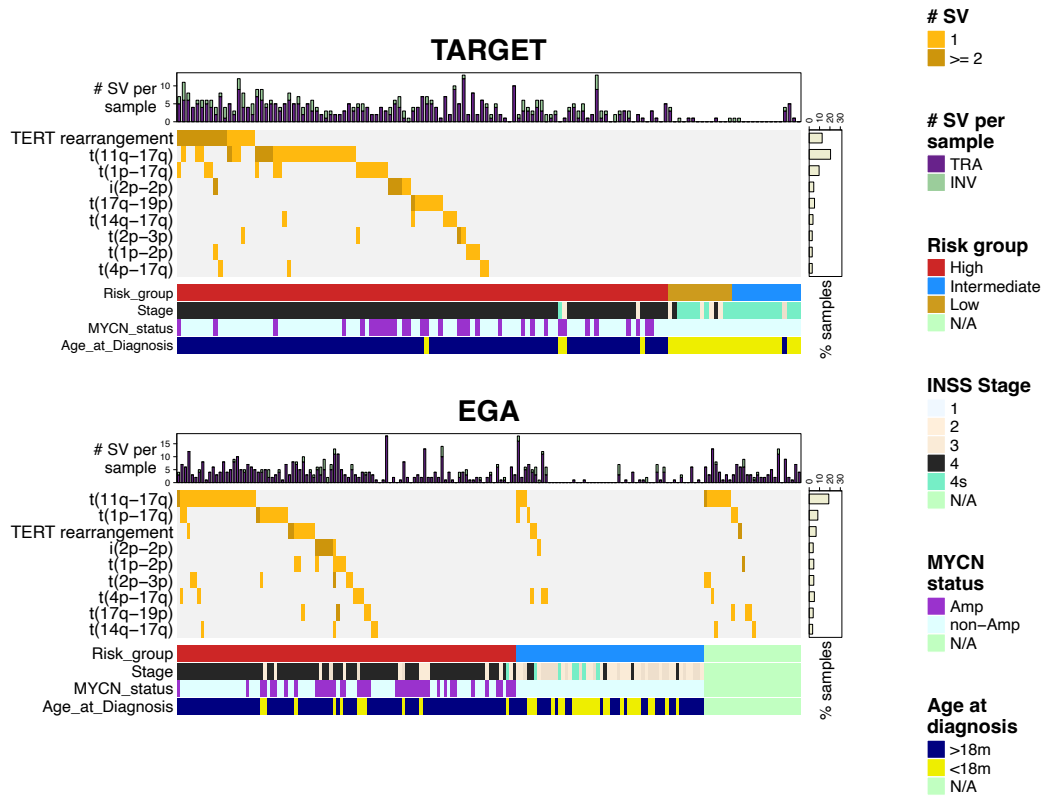 TARGET
# SV per
sample
10
5
0
0
10
20
30
TERT rearrangement
t(11q−17q)
t(1p−17q)
i(2p−2p)
t(17q−19p)
t(14q−17q)
t(2p−3p)
t(1p−2p)
t(4p−17q)
Risk_group
Stage
MYCN_status
Age_at_Diagnosis
% samples
EGA
# SV per
sample
15
10
5
0
0
10
20
30
t(11q−17q)
t(1p−17q)
TERT rearrangement
i(2p−2p)
t(1p−2p)
t(2p−3p)
t(4p−17q)
t(17q−19p)
t(14q−17q)
Risk_group
Stage
MYCN_status
Age_at_Diagnosis
% samples
# SV
1
>= 2
# SV per
sample
TRA
INV
Risk group
High
Intermediate
Low
N/A
INSS Stage
1
2
3
4
4s
N/A
MYCN
status
Amp
non−Amp
N/A
Age at
diagnosis
>18m
<18m
N/A